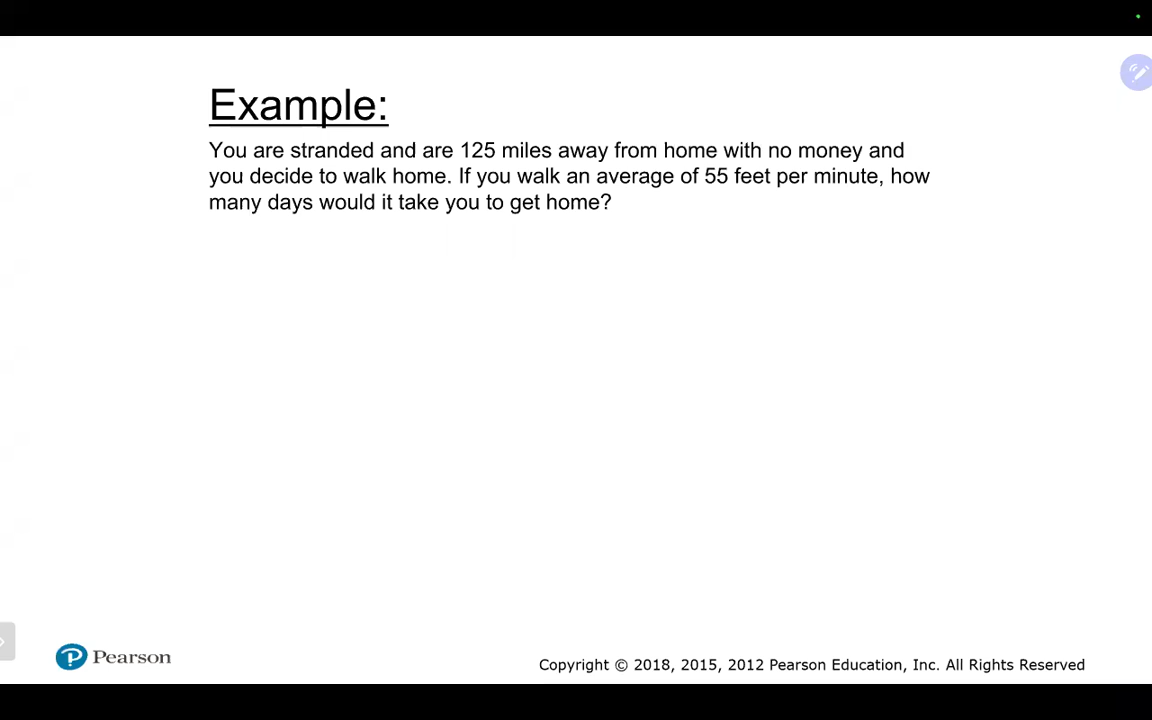 Example:
You are stranded and are 125 miles away from home with no money and
you decide to walk home. If you walk an average of 55 feet per minute, how
many days would it take you to get home?
Pearson
Copyright © 2018, 2015, 2012 Pearson Education, Inc. All Rights Reserved